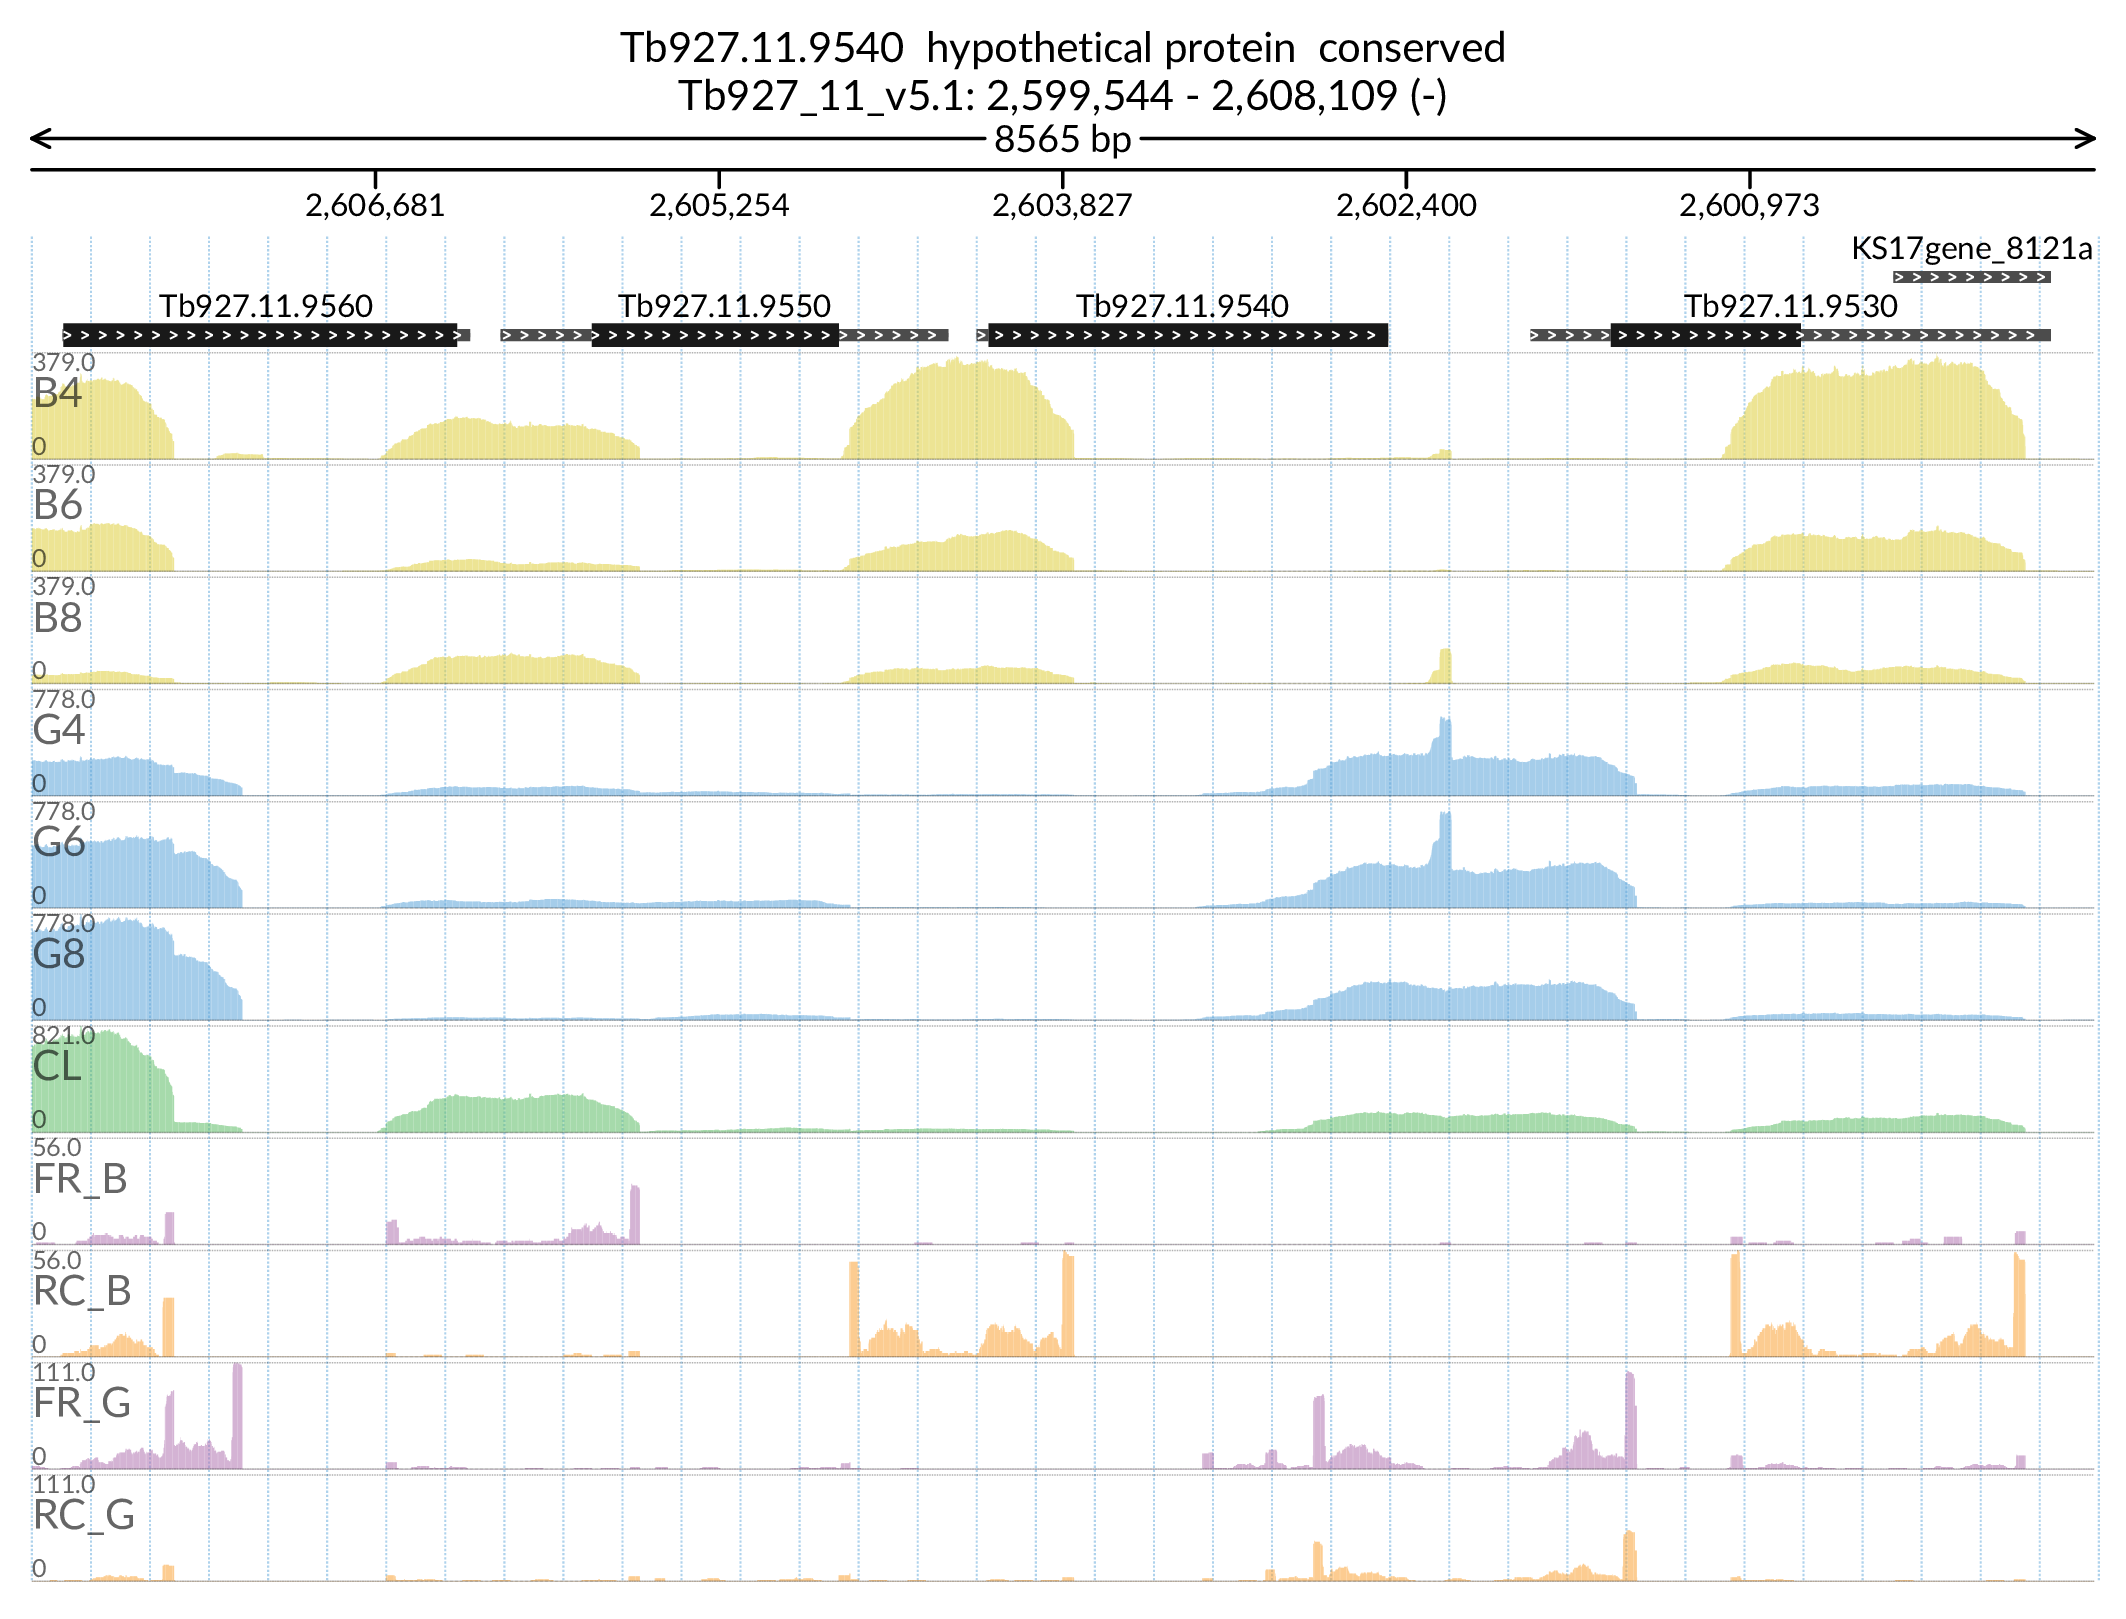 Tb927.11.9540 hypothetical protein conserved
Tb927_11_v5.1: 2,599,544 - 2,608,109 (-)
8565 bp
2,606,681 2,605,254 2,603,827 2,602,400 2,600,973
KS17gene_8121a
Tb927.11.9560 Tb927.11.9550 Tb927.11.9540 Tb927.11.9530
379.0
B4
0
379.0
B6
0
379.0
B8
0
778.0
G4
0
778.0
G6
0
778.0
G8
0
821.0
CL
0
56.0
FR_B
0
56.0
RC_B
0
111.0
FR_G
0
111.0
RC_G
0